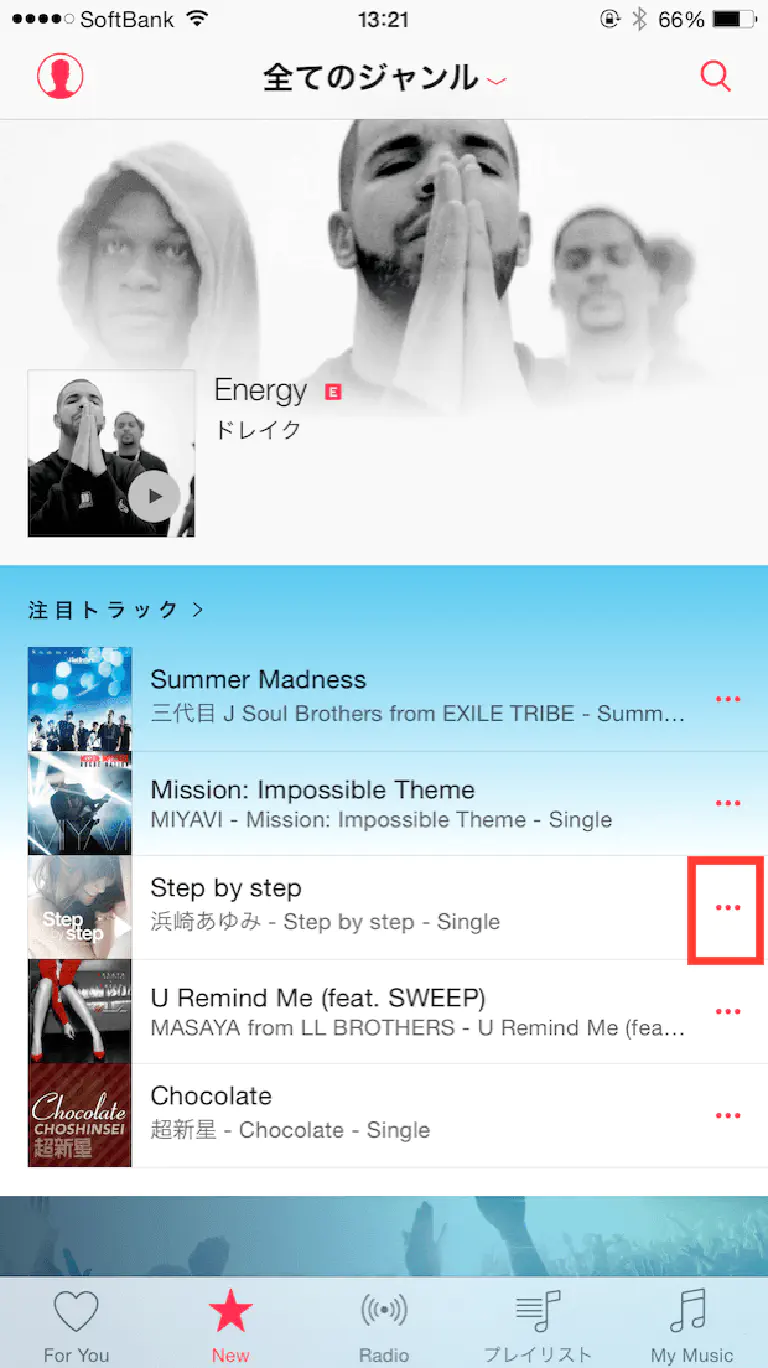 SoftBank 13:21 66%
全てのジャンル
Energy E
ドレイク
注目トラック
Summer Madness
三代目 J Soul Brothers from EXILE TRIBE - Summ...
Mission: Impossible Theme
MIYAVI - Mission: Impossible Theme - Single
MIYAVI
Step by step
浜崎あゆみ - Step by step - Single
Step
by step
U Remind Me (feat. SWEEP)
MASAYA from LL BROTHERS - U Remind Me (fea...
Chocolate
超新星 - Chocolate - Single
Chocolate
CHOSHINSEI
超新星
For You New Radio プレイリスト My Music